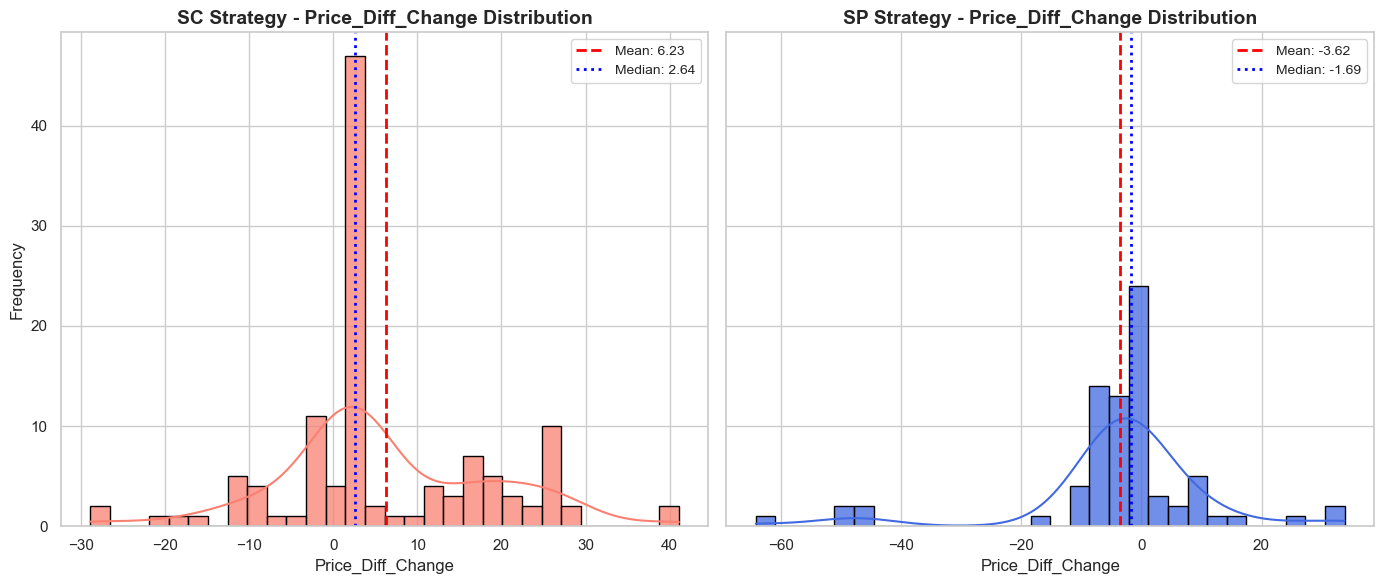 SC Strategy - Price_Diff_Change Distribution
Mean: 6.23
Median: 2.64
Frequency
40
30
20
10
0
−30 −20 −10 0 10 20 30 40
Price_Diff_Change
SP Strategy - Price_Diff_Change Distribution
Mean: -3.62
Median: -1.69
−60 −40 −20 0 20
Price_Diff_Change